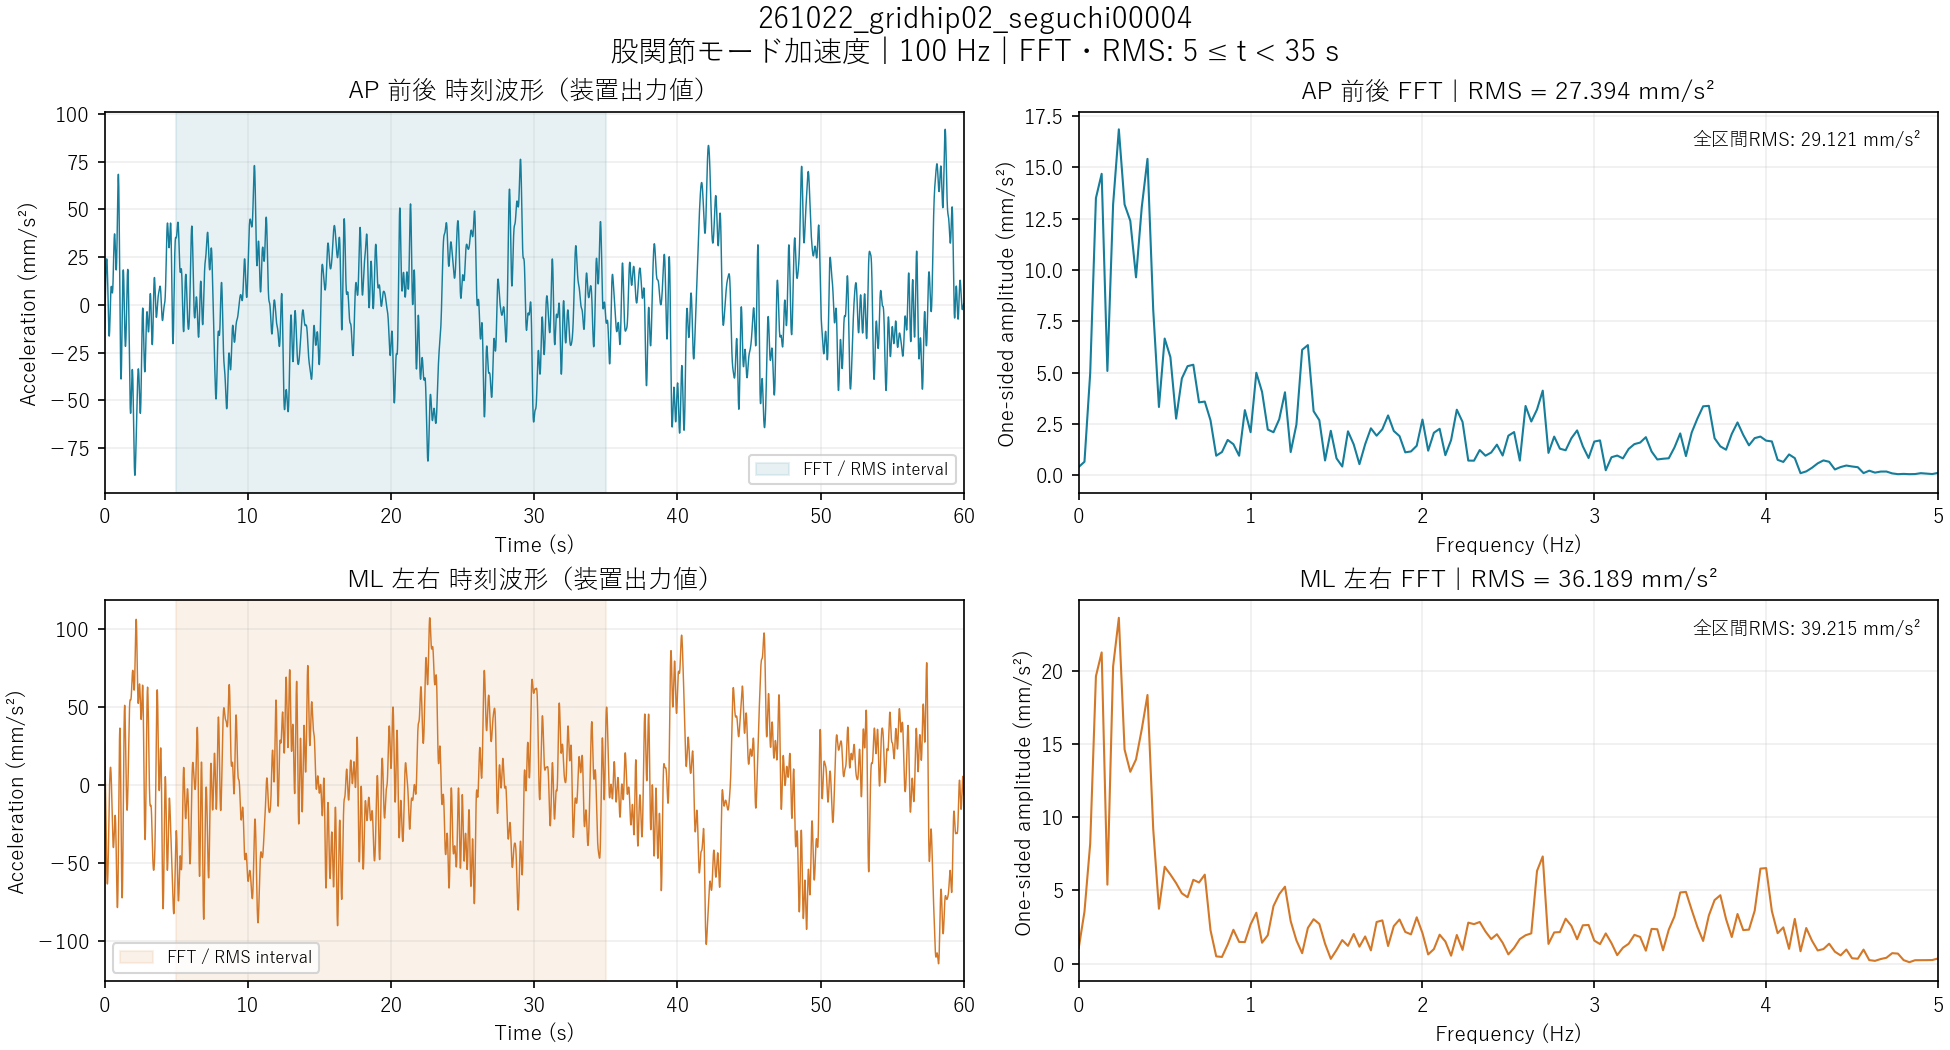 261022_gridhip02_seguchi00004
股関節モード加速度 | 100 Hz | FFT・RMS: 5 ≤ t < 35 s
AP 前後 時刻波形（装置出力値）
100
75
50
25
0
−25
−50
−75
Acceleration (mm/s²)
FFT / RMS interval
0 10 20 30 40 50 60
Time (s)
AP 前後 FFT | RMS = 27.394 mm/s²
17.5
15.0
12.5
10.0
7.5
5.0
2.5
0.0
One-sided amplitude (mm/s²)
全区間RMS: 29.121 mm/s²
0 1 2 3 4 5
Frequency (Hz)
ML 左右 時刻波形（装置出力値）
100
50
0
−50
−100
Acceleration (mm/s²)
FFT / RMS interval
0 10 20 30 40 50 60
Time (s)
ML 左右 FFT | RMS = 36.189 mm/s²
20
15
10
5
0
One-sided amplitude (mm/s²)
全区間RMS: 39.215 mm/s²
0 1 2 3 4 5
Frequency (Hz)